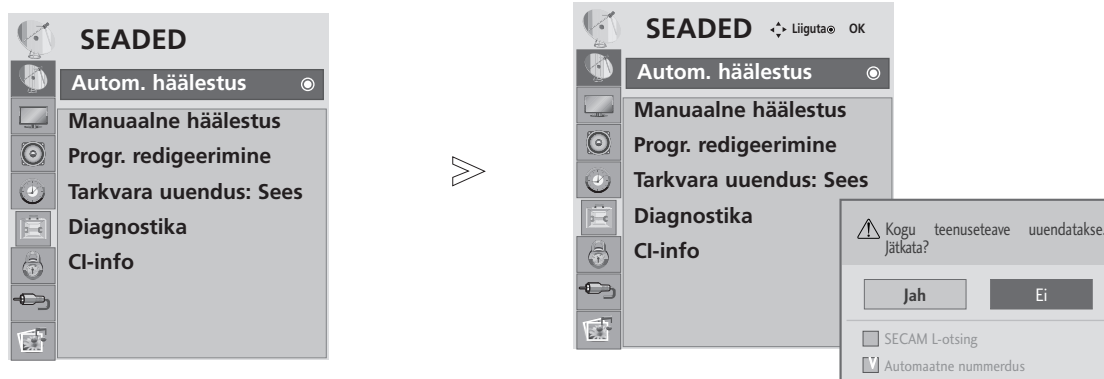 SEADED
Autom. häälestus
Manuaalne häälestus
Progr. redigeerimine
Tarkvara uuendus: Sees
Diagnostika
CI-info
SEADED Liiguta OK
Autom. häälestus
Manuaalne häälestus
Progr. redigeerimine
Tarkvara uuendus: Sees
Diagnostika
CI-info
Kogu teenuseteave uuendatakse.
Jätkata?
Jah Ei
SECAM L-otsing
Automaatne nummerdus